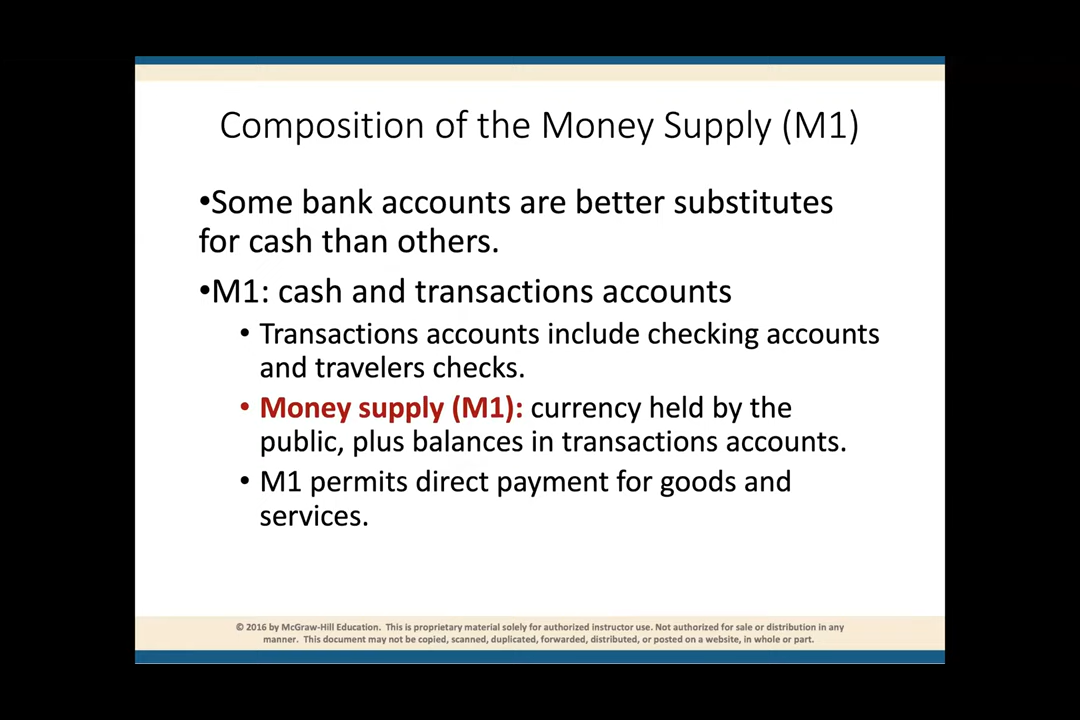 Composition of the Money Supply (M1)
•Some bank accounts are better substitutes
for cash than others.
•M1: cash and transactions accounts
• Transactions accounts include checking accounts
and travelers checks.
• Money supply (M1): currency held by the
public, plus balances in transactions accounts.
• M1 permits direct payment for goods and
services.
© 2016 by McGraw-Hill Education. This is proprietary material solely for authorized instructor use. Not authorized for sale or distribution in any
manner. This document may not be copied, scanned, duplicated, forwarded, distributed, or posted on a website, in whole or part.